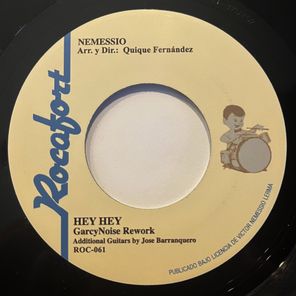 NEMESSIO
Arr. y Dir.: Quique Fernández
Rocafort
HEY HEY
GarcyNoise Rework
Additional Guitars by Jose Barranquero
ROC-061
PUBLICADO BAJO LICENCIA DE VICTOR NEMESSIO LERMA